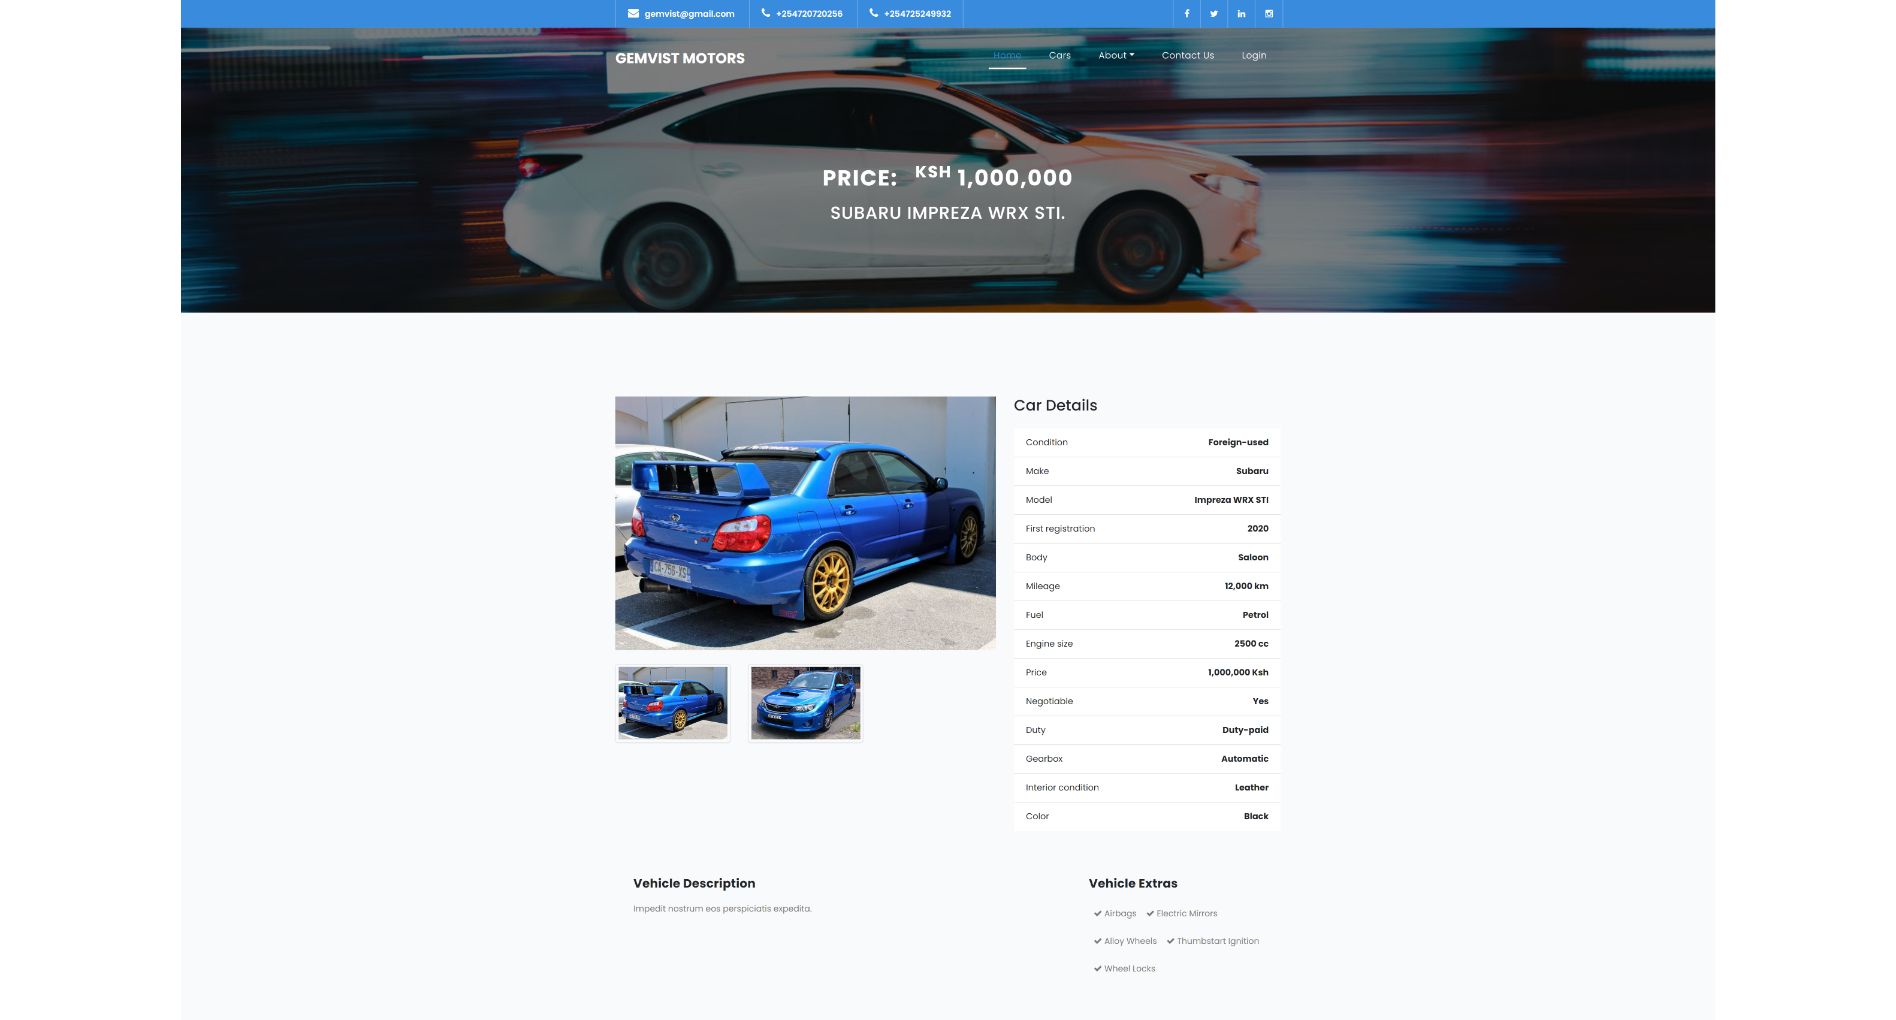 gemvist@gmail.com +254720720256 +254725249932
GEMVIST MOTORS
Home Cars About Contact Us Login
PRICE: KSH 1,000,000
SUBARU IMPREZA WRX STI.
Car Details
Condition Foreign-used
Make Subaru
Model Impreza WRX STI
First registration 2020
Body Saloon
Mileage 12,000 km
Fuel Petrol
Engine size 2500 cc
Price 1,000,000 Ksh
Negotiable Yes
Duty Duty-paid
Gearbox Automatic
Interior condition Leather
Color Black
CA-756-XS
Vehicle Description
Impedit nostrum eos perspiciatis expedita.
Vehicle Extras
Airbags Electric Mirrors
Alloy Wheels Thumbstart Ignition
Wheel Locks